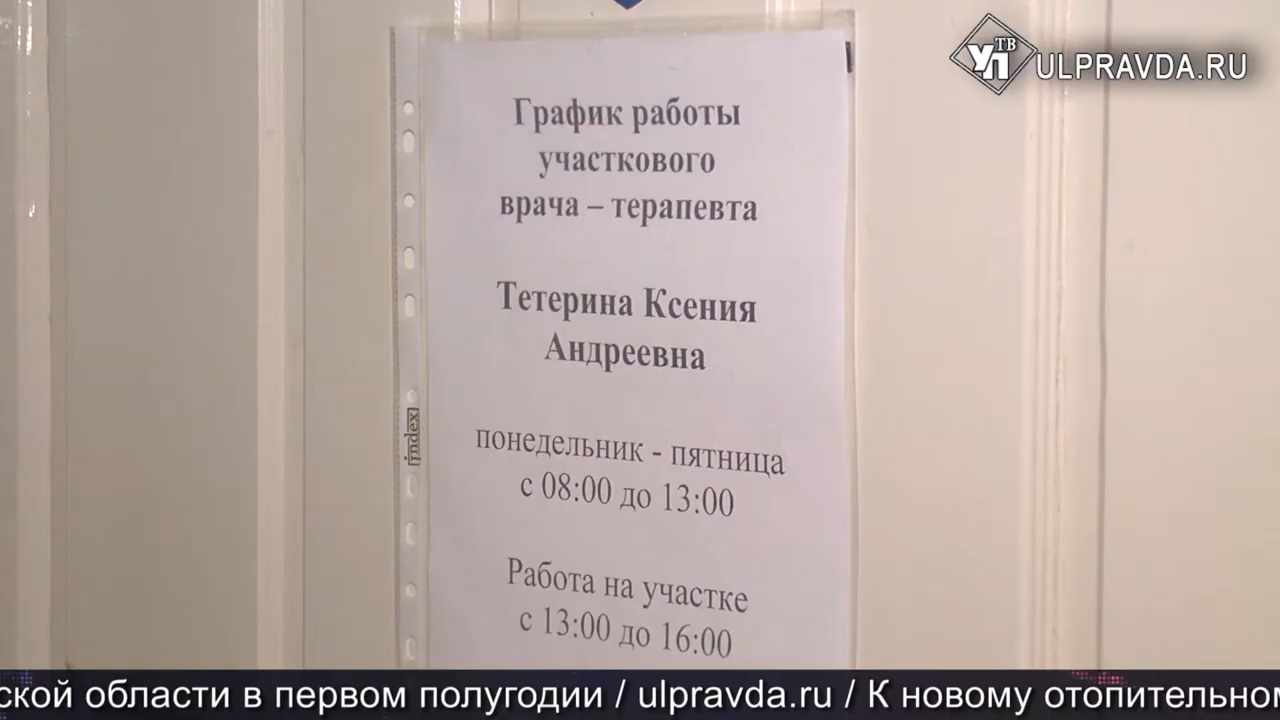 УП ТВ ULPRAVDA.RU
График работы
участкового
врача – терапевта
Тетерина Ксения
Андреевна
понедельник - пятница
с 08:00 до 13:00
index
Работа на участке
с 13:00 до 16:00
ской области в первом полугодии / ulpravda.ru / К новому отопительном